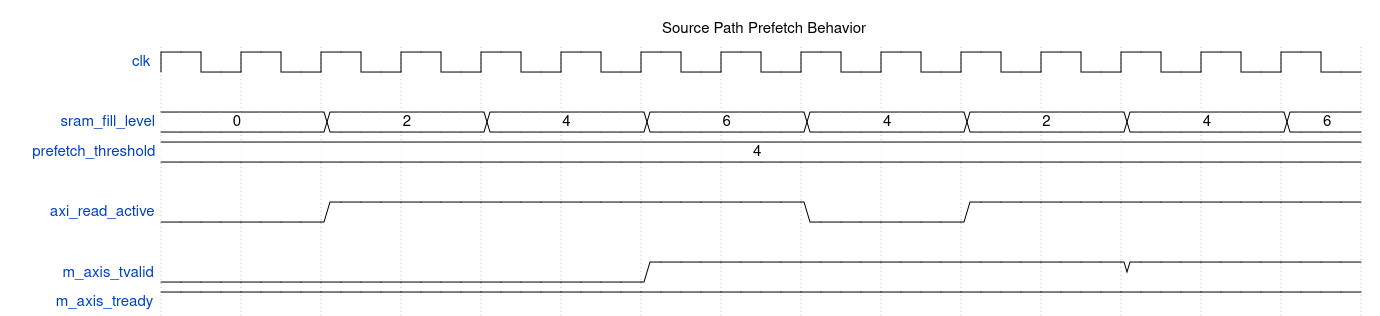 Source Path Prefetch Behavior
clk
sram_fill_level 0 2 4 6 4 2 4 6
prefetch_threshold 4
axi_read_active
m_axis_tvalid
m_axis_tready